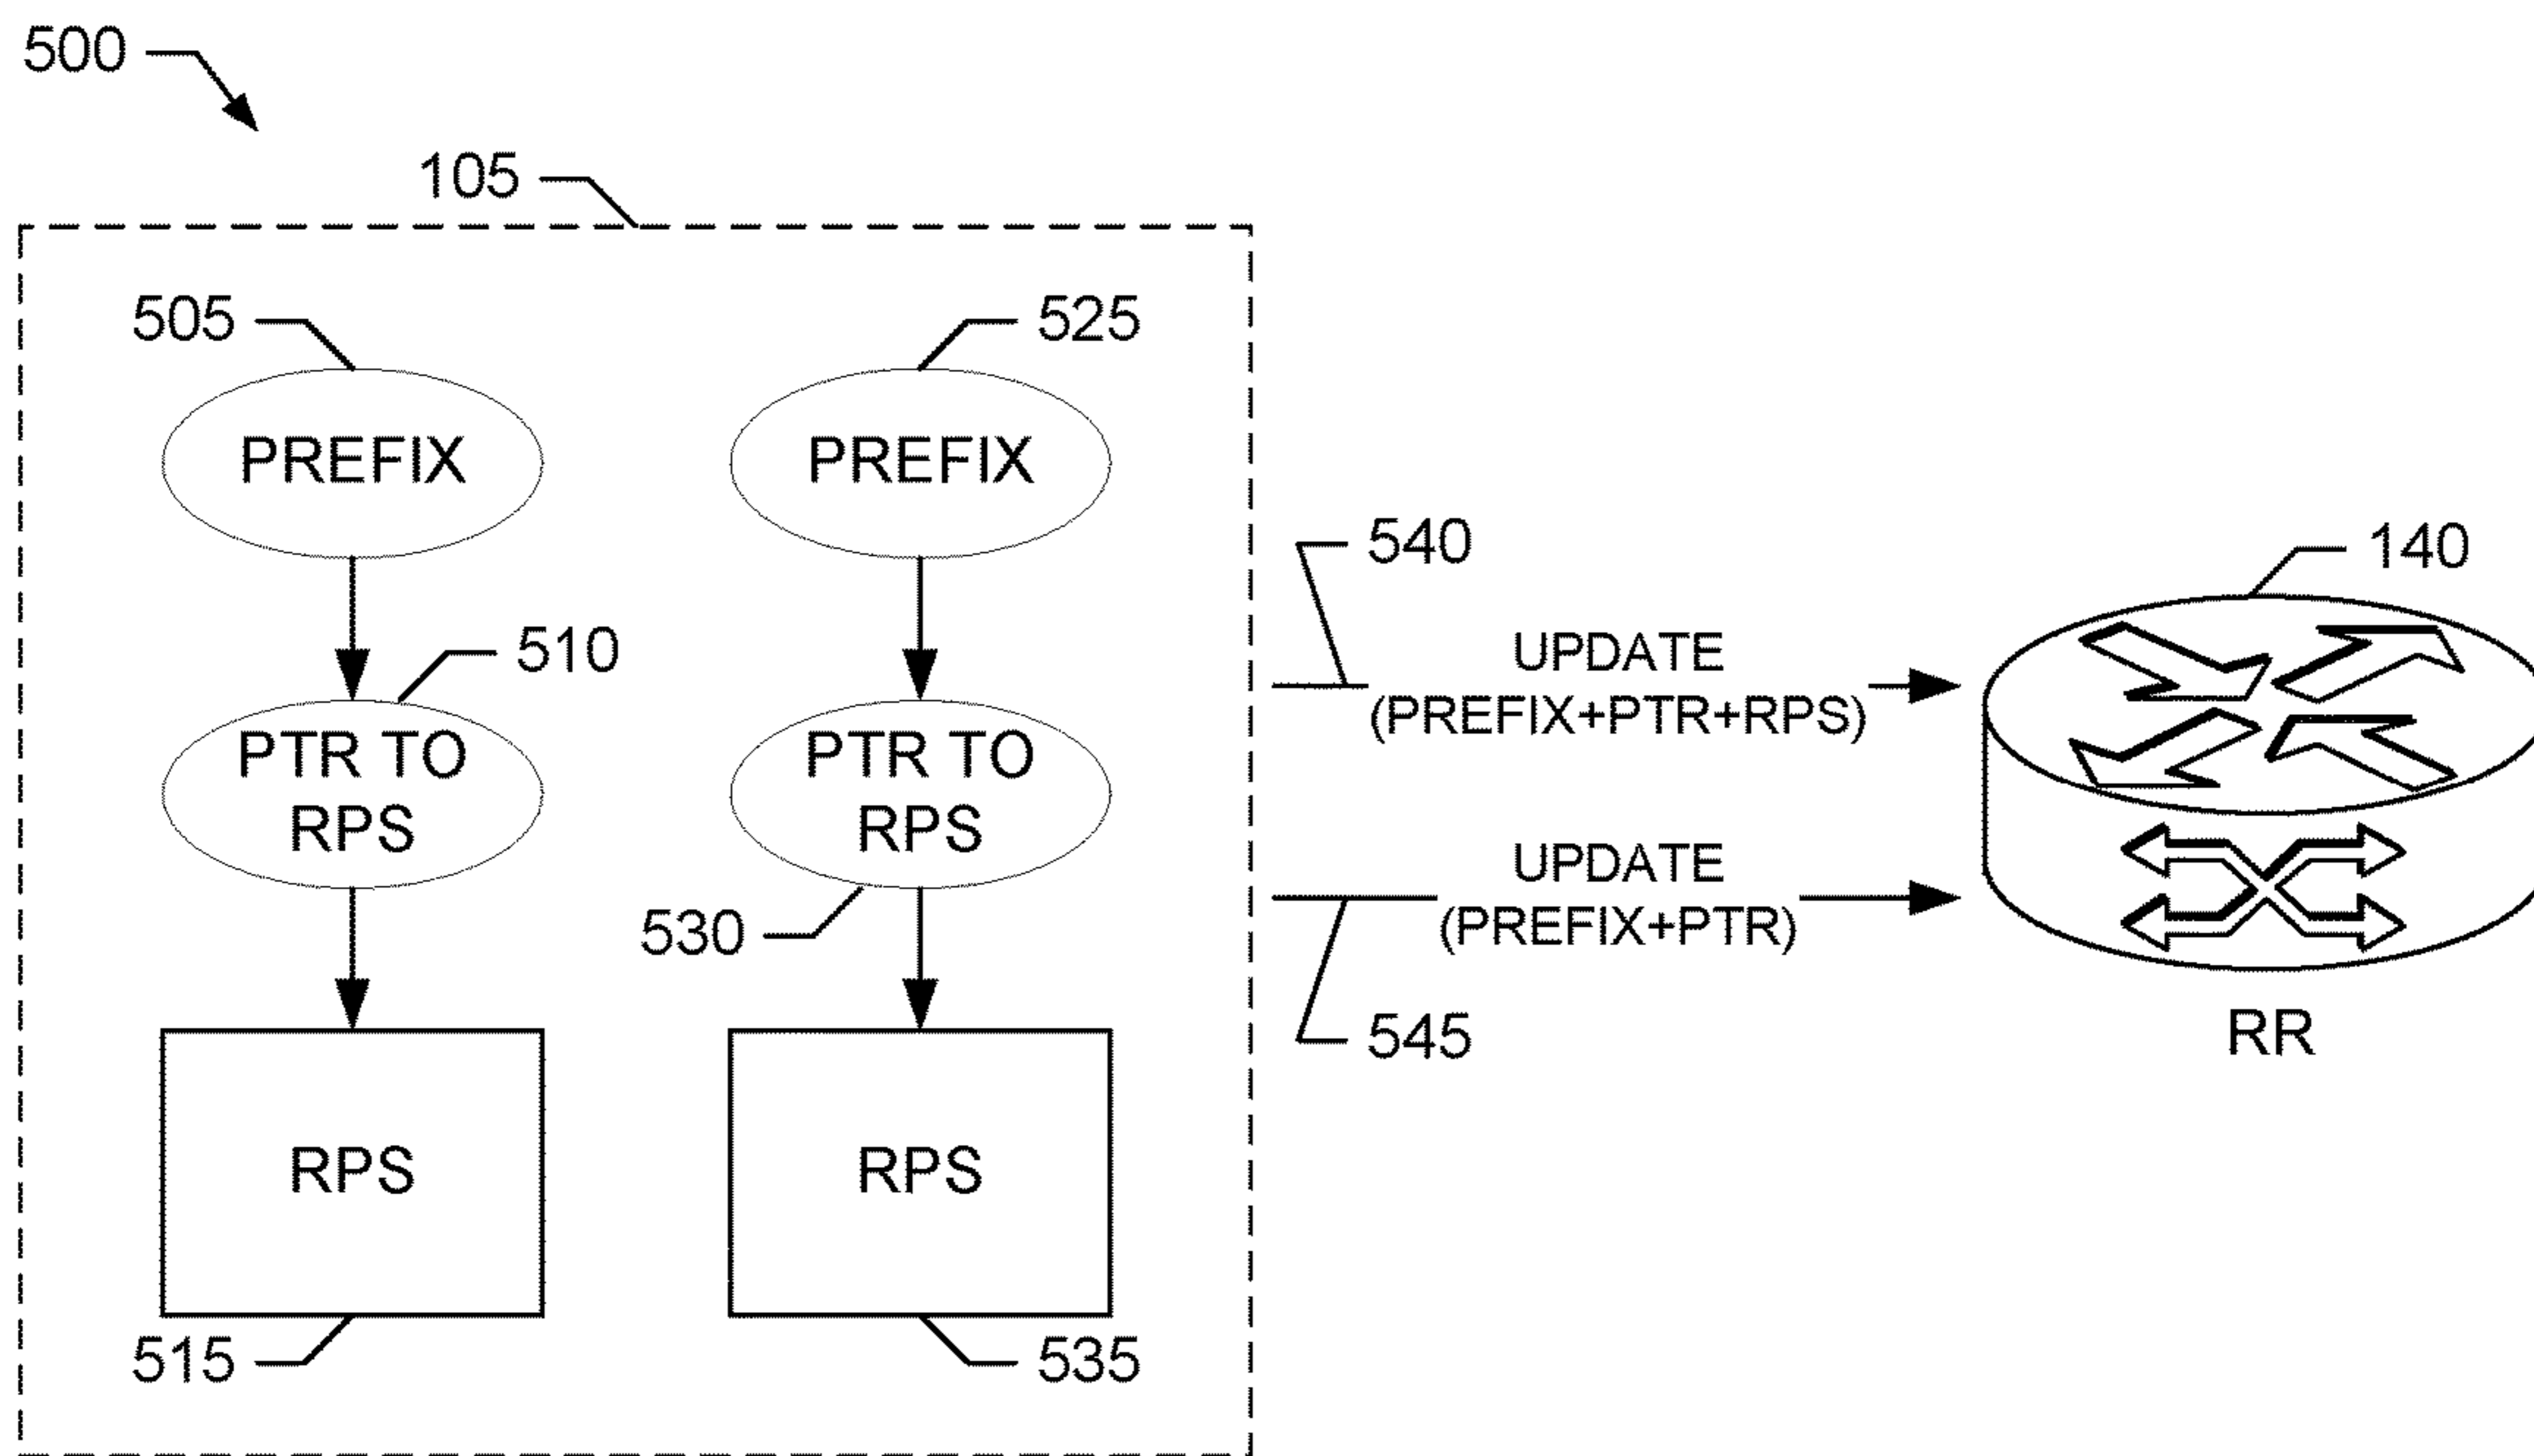 500
105
505
525
PREFIX
PREFIX
510
PTR TO
RPS
PTR TO
RPS
530
RPS
RPS
515
535
540
UPDATE
(PREFIX+PTR+RPS)
UPDATE
(PREFIX+PTR)
545
140
RR